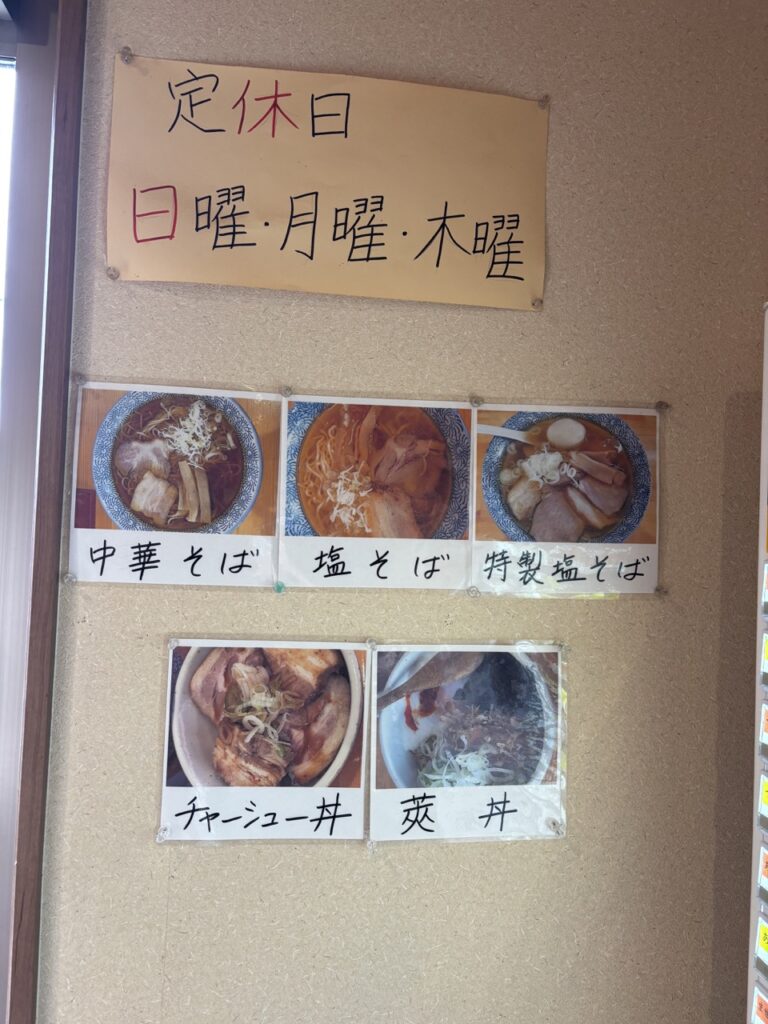 定休日
日曜・月曜・木曜
中華そば
塩そば
特製塩そば
チャーシュー丼
莢丼